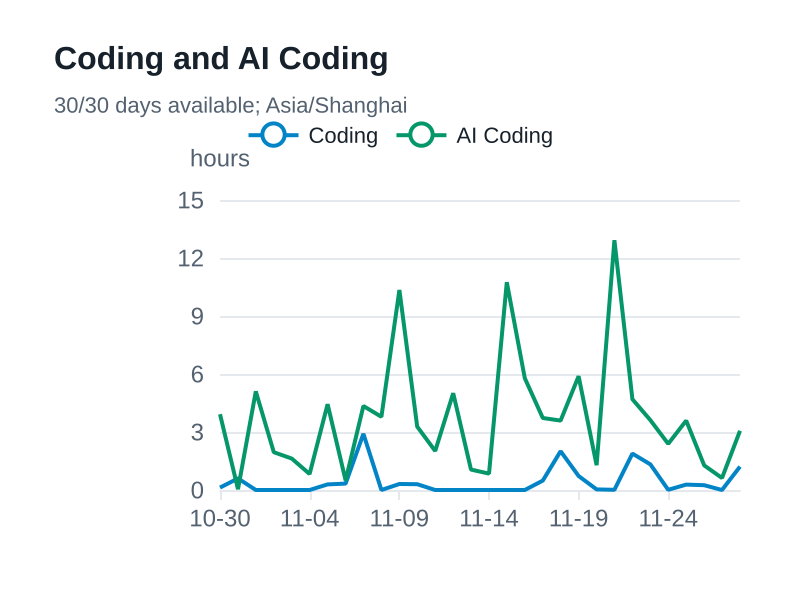 Coding and AI Coding
30/30 days available; Asia/Shanghai
Coding AI Coding
hours
15
12
9
6
3
0
10-30 11-04 11-09 11-14 11-19 11-24